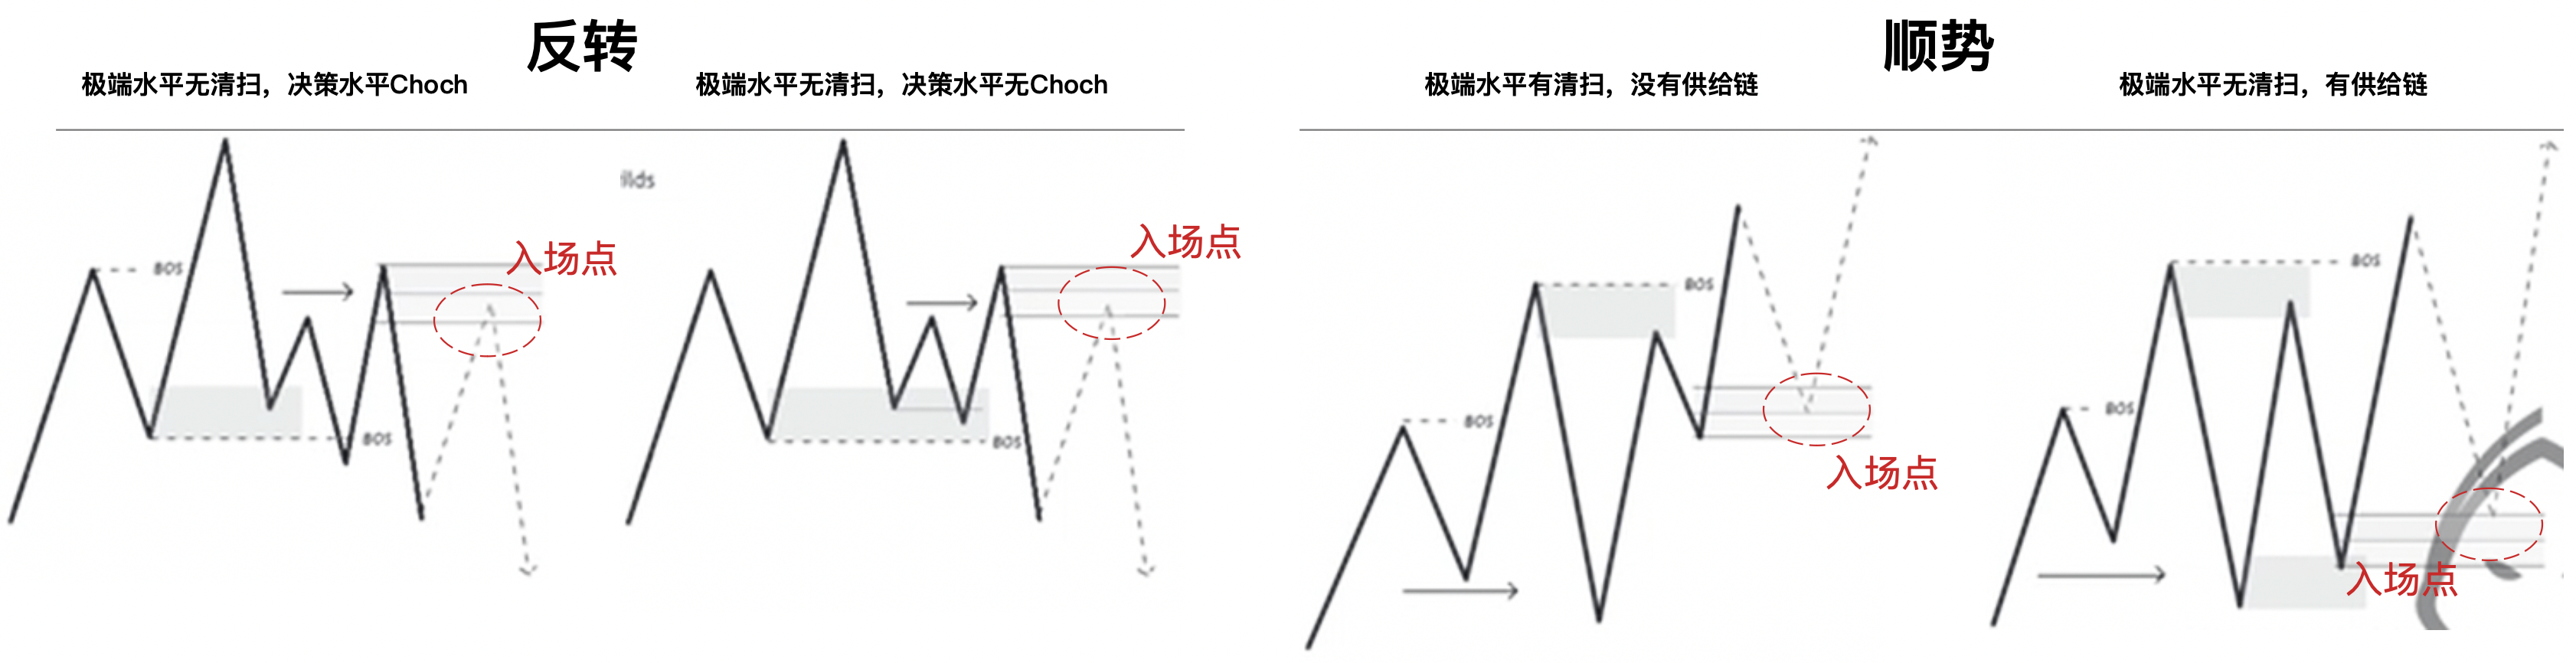 反转
极端水平无清扫，决策水平Choch
极端水平无清扫，决策水平无Choch
BOS
入场点
BOS
ilds
入场点
BOS
顺势
极端水平有清扫，没有供给链
极端水平无清扫，有供给链
BOS
BOS
入场点
BOS
BOS
入场点